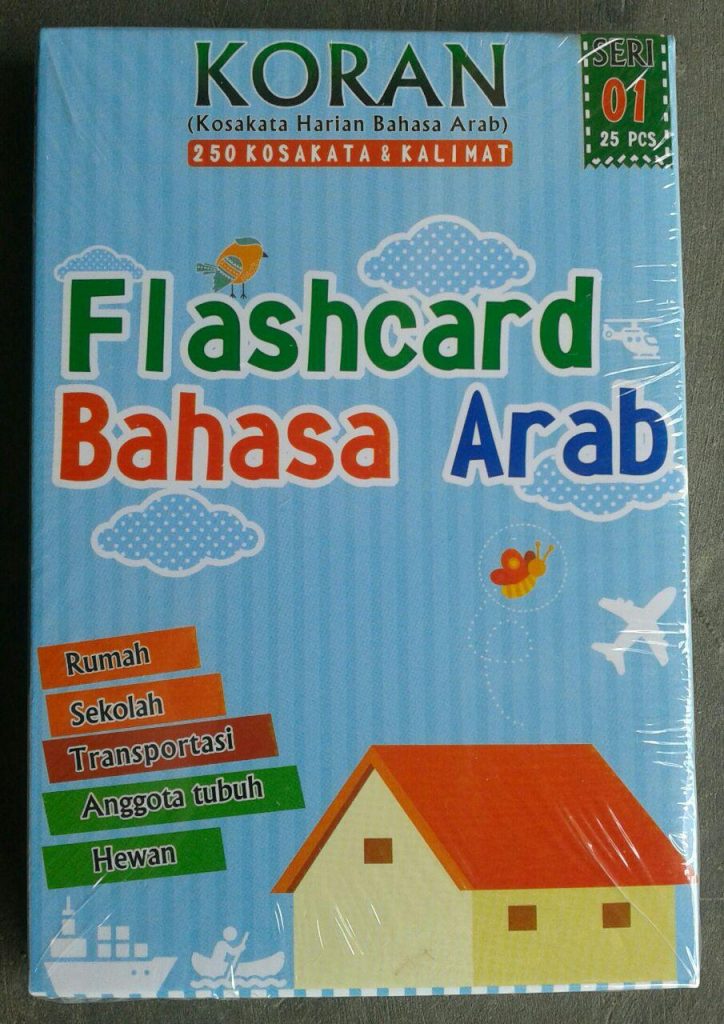 KORAN
(Kosakata Harian Bahasa Arab)
250 KOSAKATA & KALIMAT
SERI
01
25 PCS
Flashcard
Bahasa Arab
Rumah
Sekolah
Transportasi
Anggota tubuh
Hewan